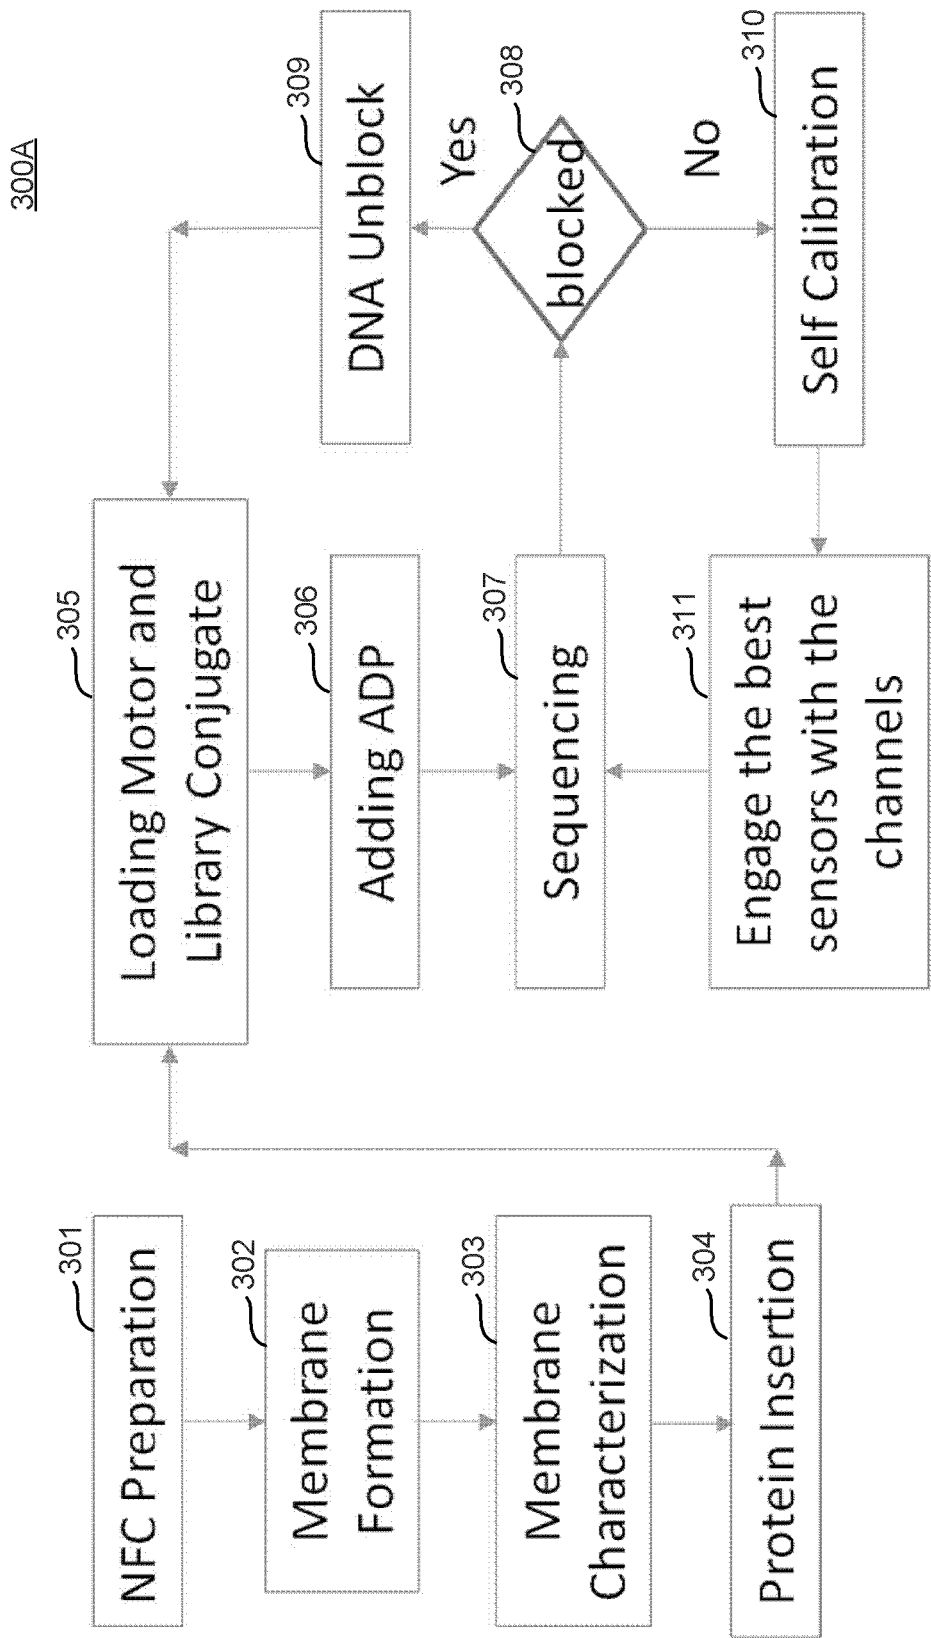 300A
301
NFC Preparation
302
Membrane
Formation
303
Membrane
Characterization
304
Protein Insertion
305
Loading Motor and
Library Conjugate
306
Adding ADP
307
Sequencing
311
Engage the best
sensors with the
channels
309
DNA Unblock
Yes
308
blocked
No
310
Self Calibration